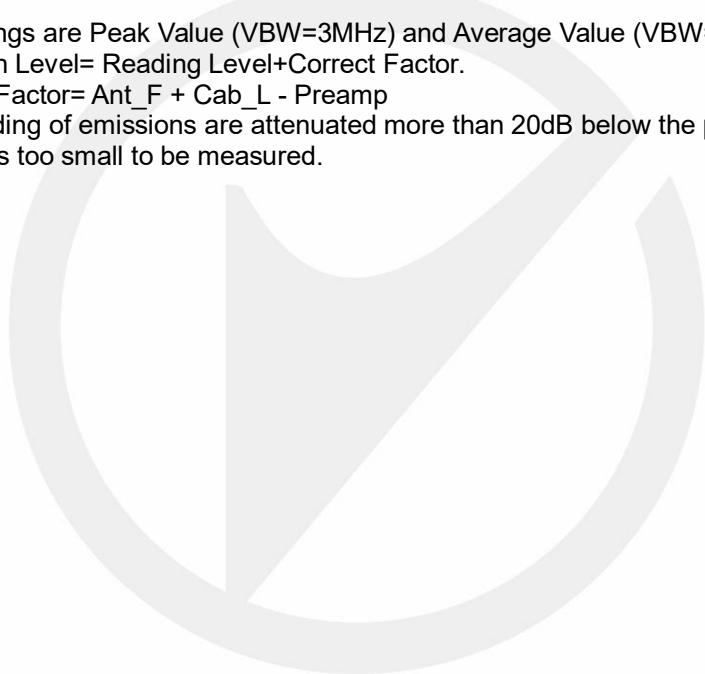 ngs are Peak Value (VBW=3MHz) and Average Value (VBW
n Level= Reading Level+Correct Factor.
Factor= Ant_F + Cab_L - Preamp
ding of emissions are attenuated more than 20dB below the
s too small to be measured.